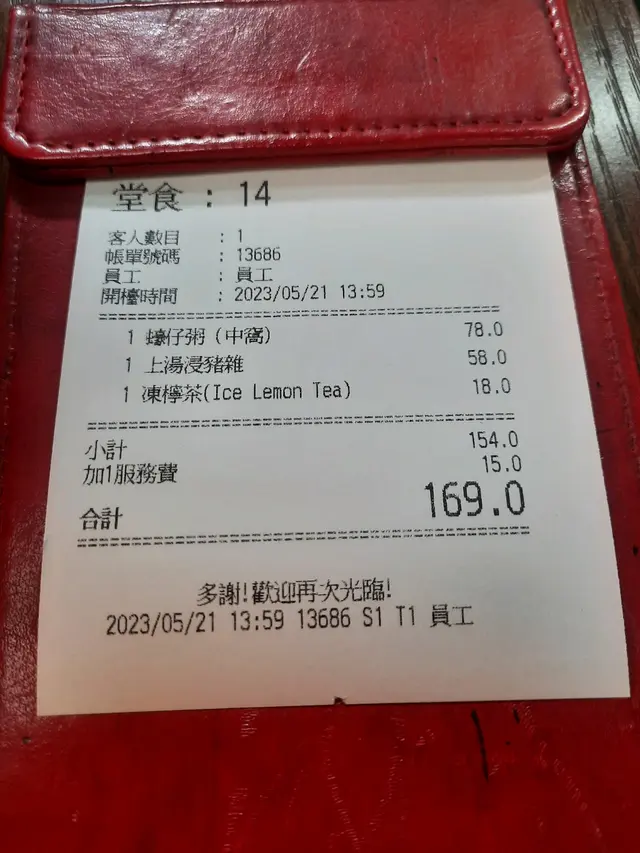 堂食 : 14
客人數目 : 1
帳單號碼 : 13686
員工 : 員工
開檯時間 : 2023/05/21 13:59
1 蠔仔粥 (中窩) 78.0
1 上湯浸豬雜 58.0
1 凍檸茶(Ice Lemon Tea) 18.0
小計 154.0
加1服務費 15.0
合計 169.0
多謝!歡迎再次光臨!
2023/05/21 13:59 13686 S1 T1 員工